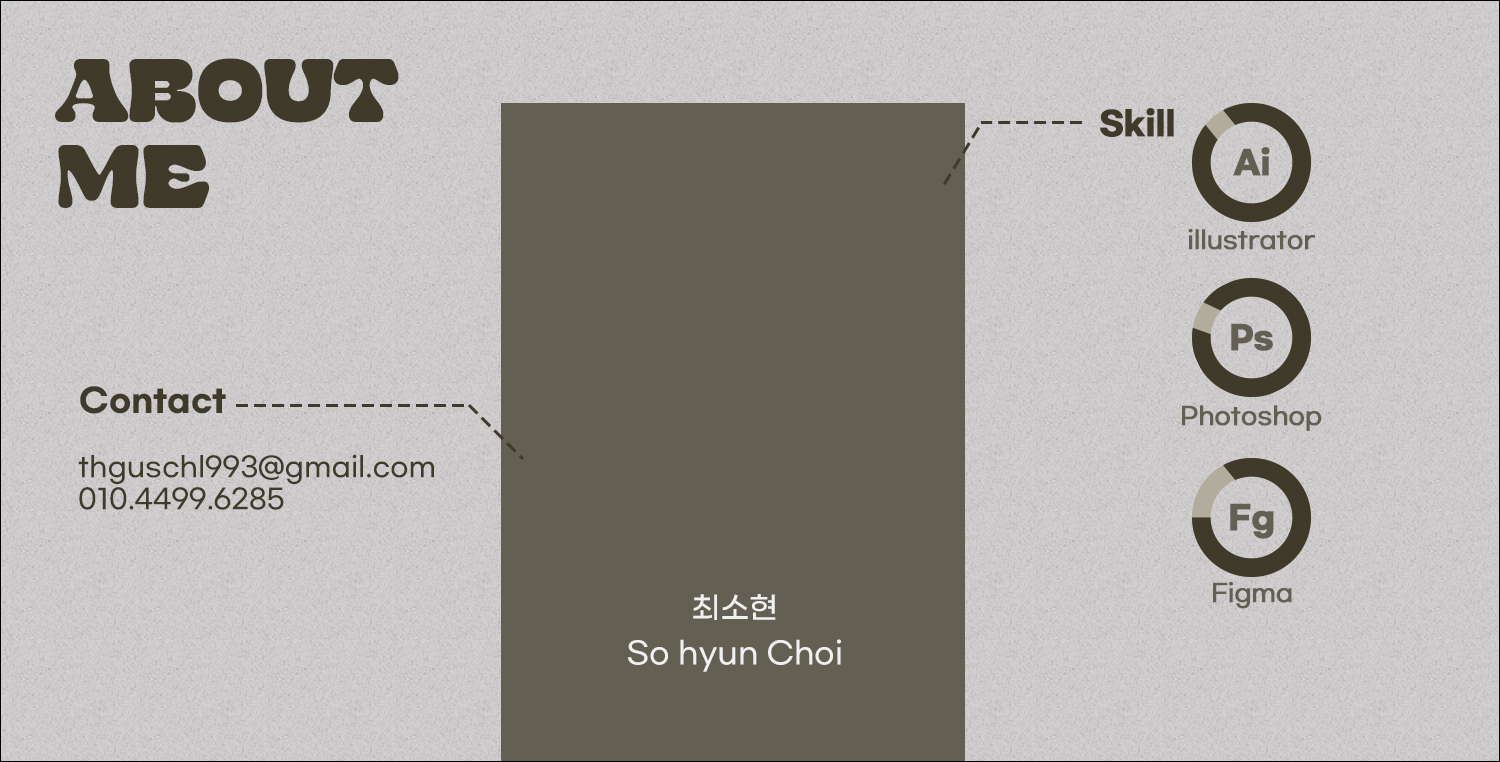 ABOUT
ME
Contact
thguschl993@gmail.com
010.4499.6285
최소현
So hyun Choi
Skill
Ai
illustrator
Ps
Photoshop
Fg
Figma